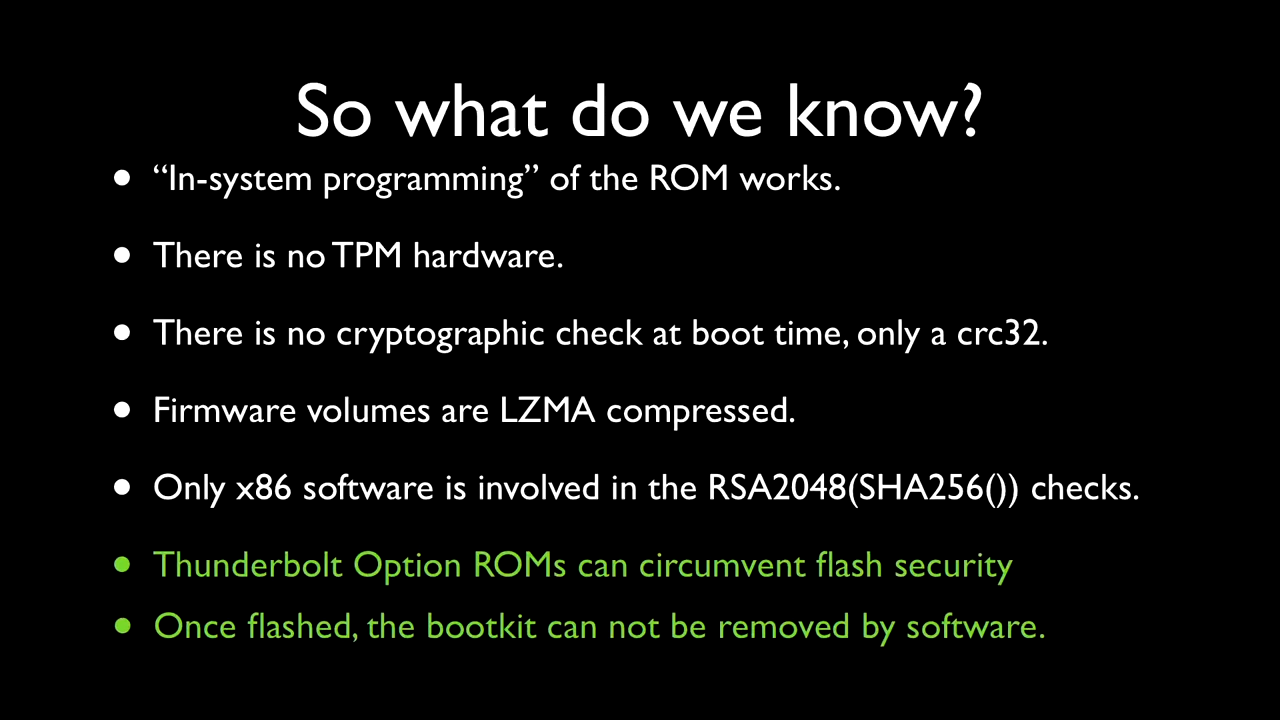 So what do we know?
• “In-system programming” of the ROM works.
• There is no TPM hardware.
• There is no cryptographic check at boot time, only a crc32.
• Firmware volumes are LZMA compressed.
• Only x86 software is involved in the RSA2048(SHA256()) checks.
• Thunderbolt Option ROMs can circumvent flash security
• Once flashed, the bootkit can not be removed by software.